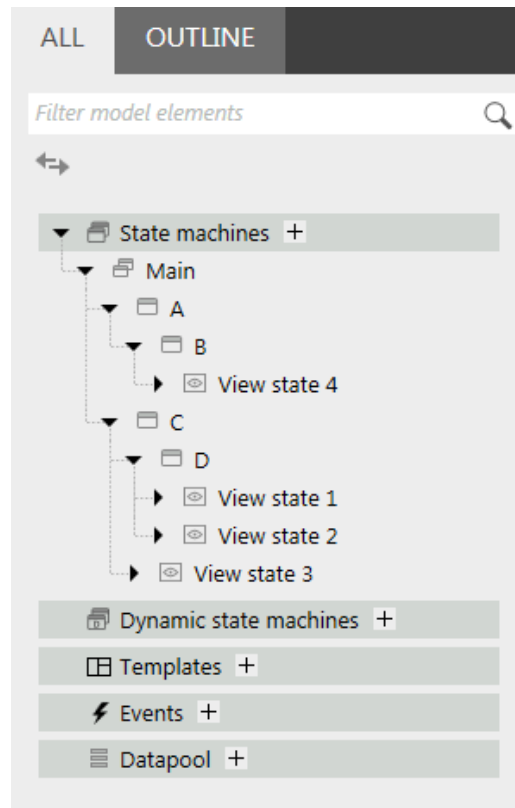 ALL OUTLINE
Filter model elements
State machines +
Main
A
B
View state 4
C
D
View state 1
View state 2
View state 3
Dynamic state machines +
Templates +
Events +
Datapool +